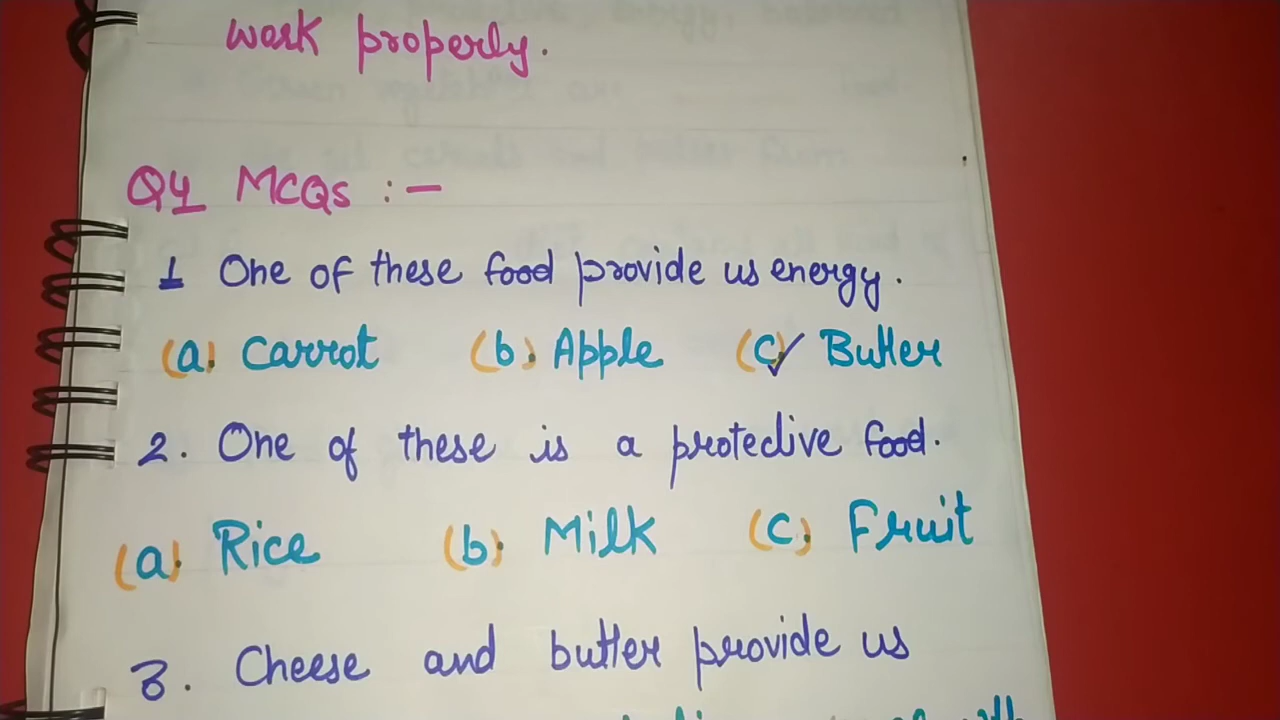 work properly.
Q4 MCQs :-
1 One of these food provide us energy.
(a). Carrot (b). Apple (c). Butter
2. One of these is a protective food.
(a). Rice (b). Milk (c). Fruit
3. Cheese and butter provide us